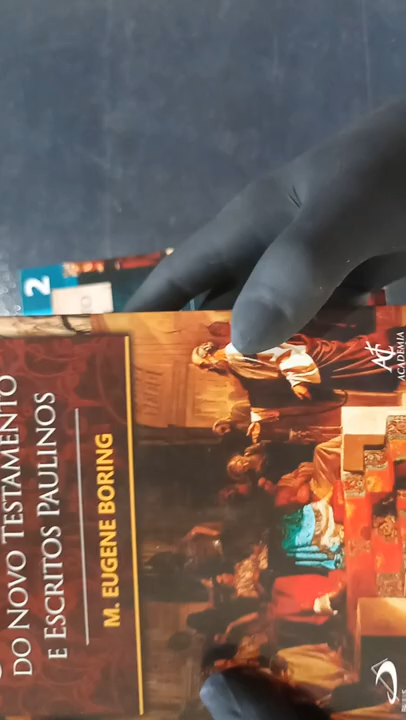 DO NOVO TESTAMENTO
E ESCRITOS PAULINOS
M. EUGENE BORING
ACADEMIA
2